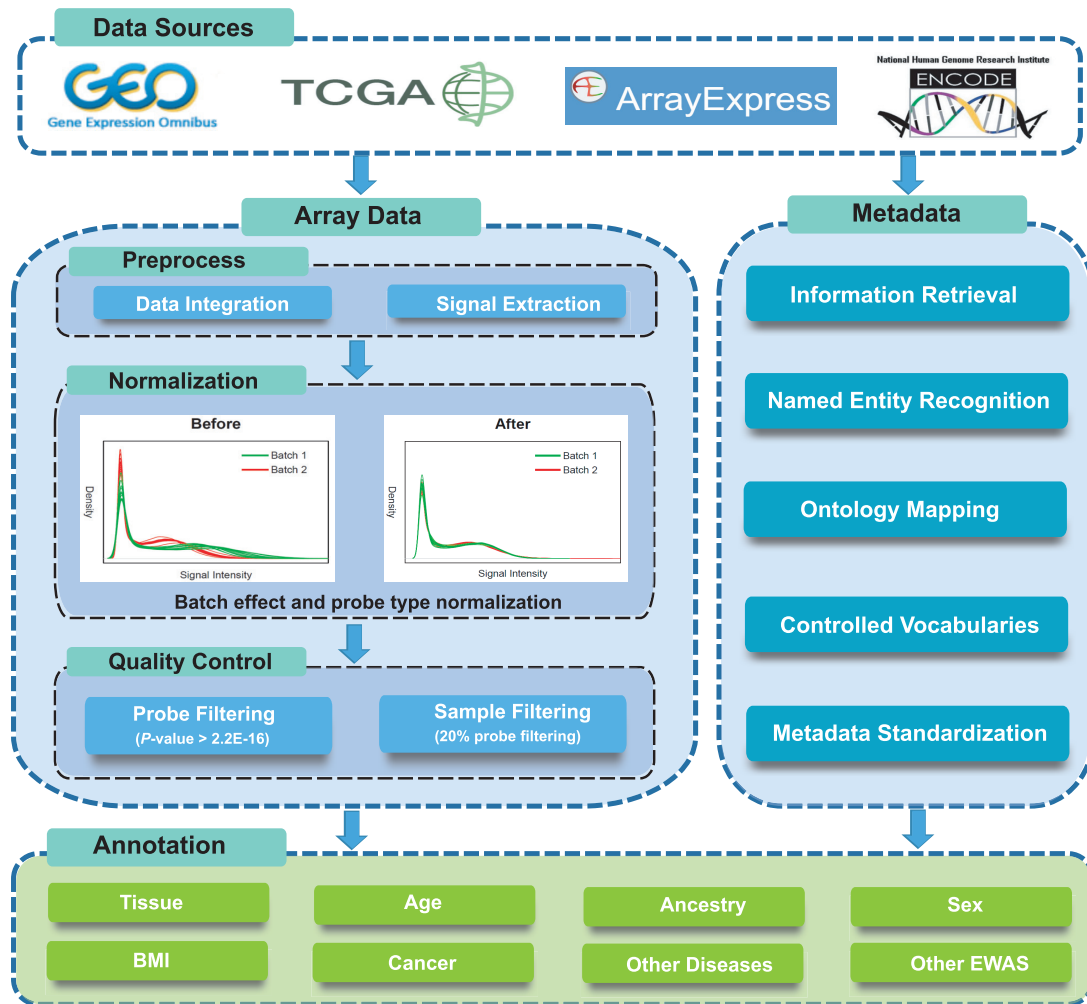 Data Sources
GEO
Gene Expression Omnibus
TCGA
ArrayExpress
National Human Genome Research Institute
ENCODE
Array Data
Metadata
Preprocess
Data Integration
Signal Extraction
Normalization
Before
Batch 1
Batch 2
Density
Signal Intensity
After
Batch 1
Batch 2
Density
Signal Intensity
Batch effect and probe type normalization
Quality Control
Probe Filtering
(P-value > 2.2E-16)
Sample Filtering
(20% probe filtering)
Information Retrieval
Named Entity Recognition
Ontology Mapping
Controlled Vocabularies
Metadata Standardization
Annotation
Tissue
Age
Ancestry
Sex
BMI
Cancer
Other Diseases
Other EWAS